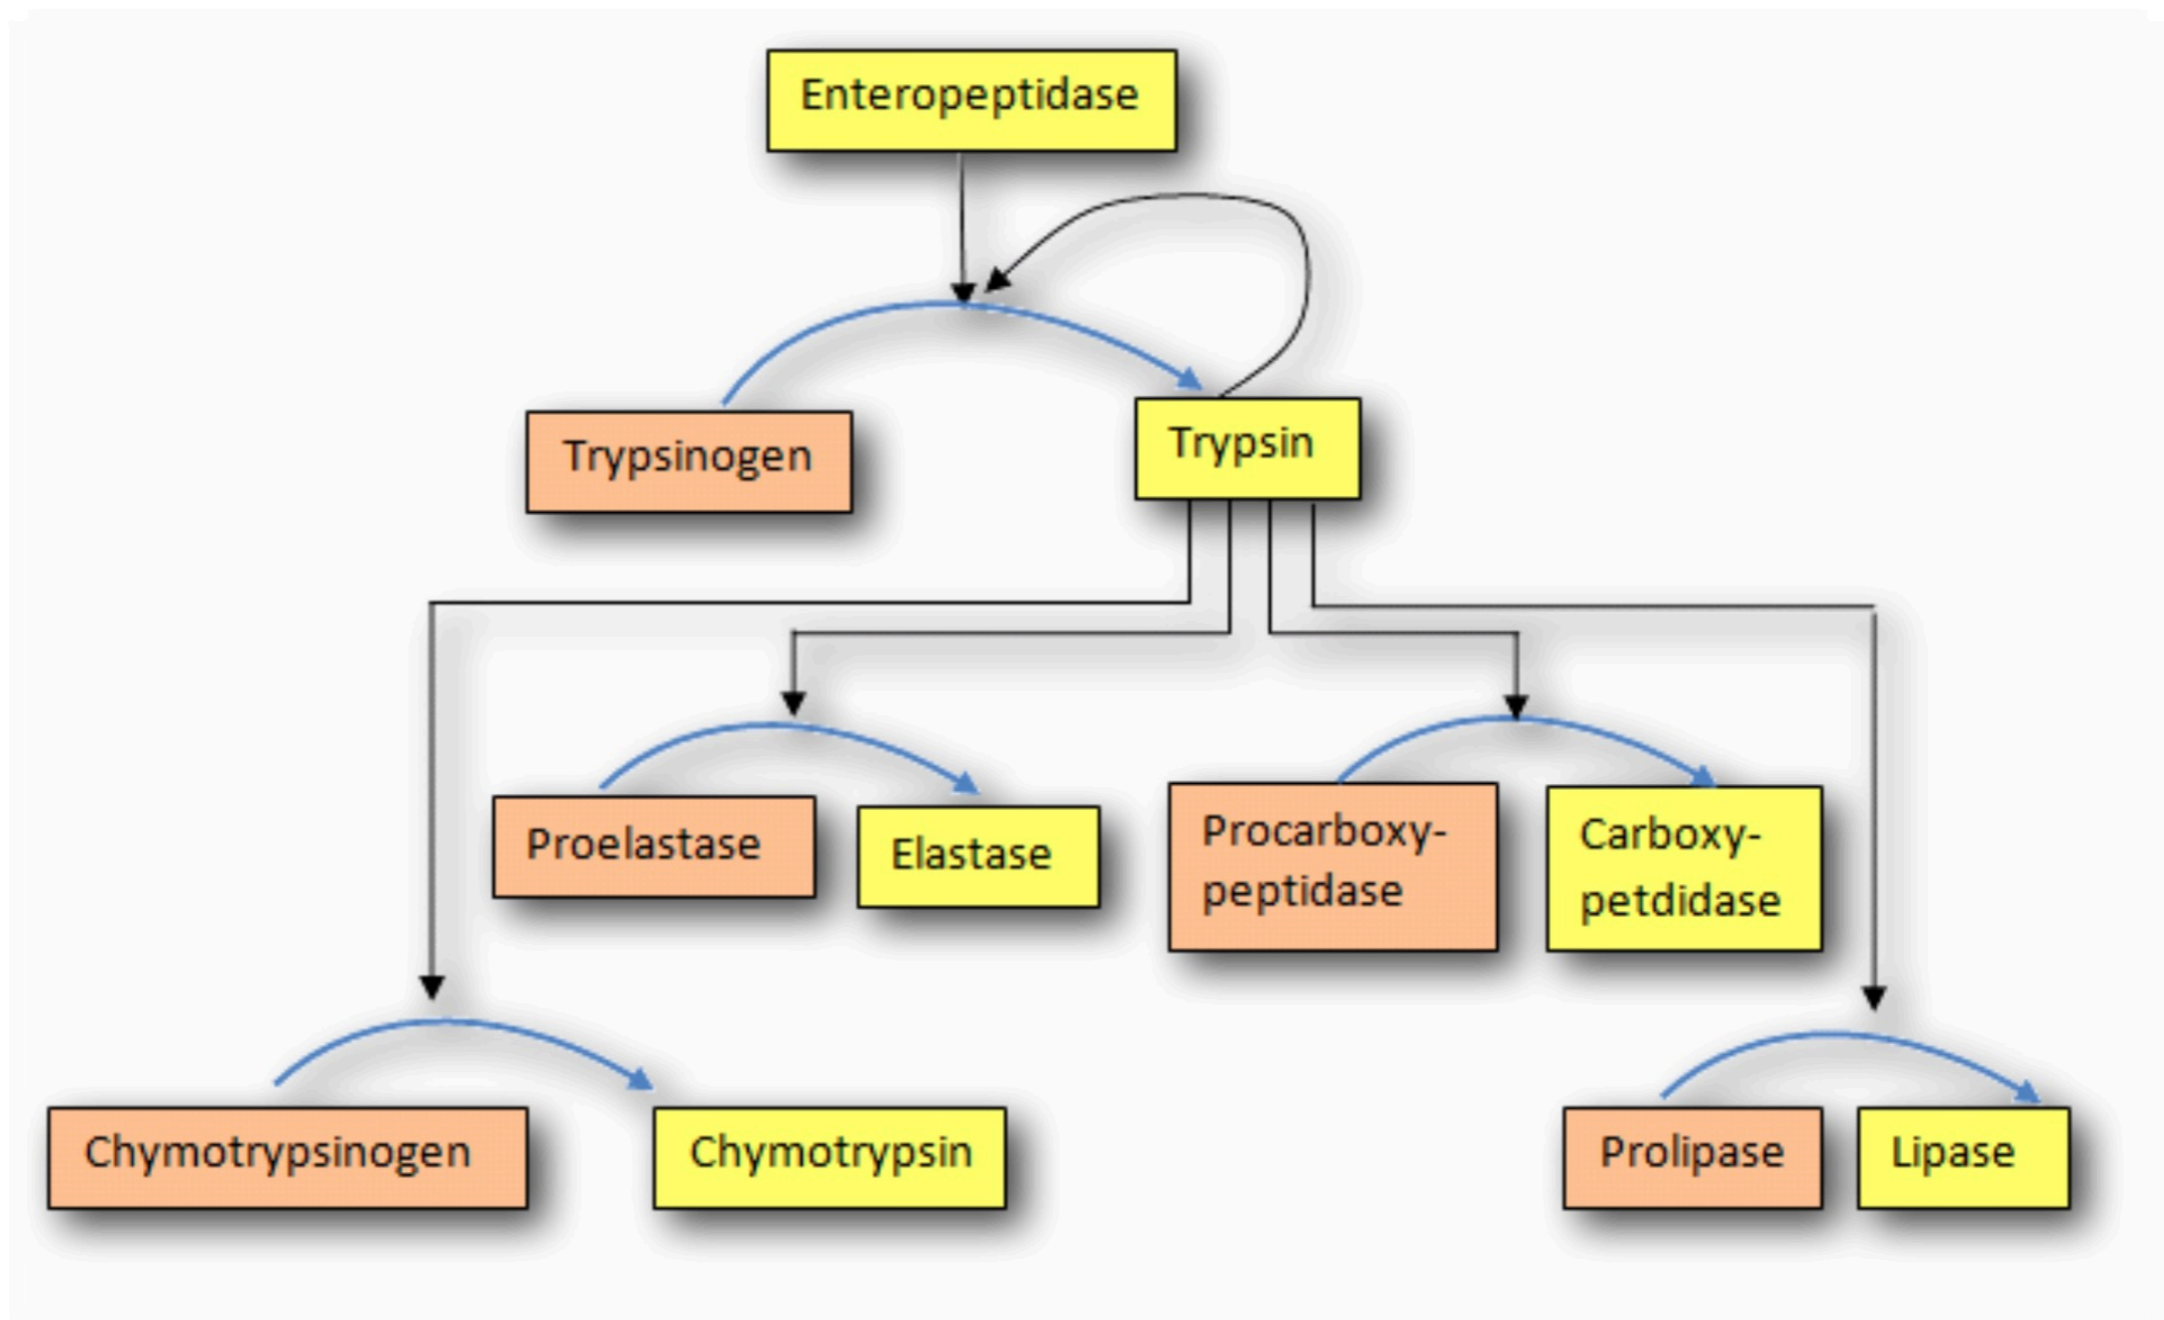 Enteropeptidase
Trypsinogen
Trypsin
Proelastase
Elastase
Procarboxy-
peptidase
Carboxy-
petdidase
Chymotrypsinogen
Chymotrypsin
Prolipase
Lipase